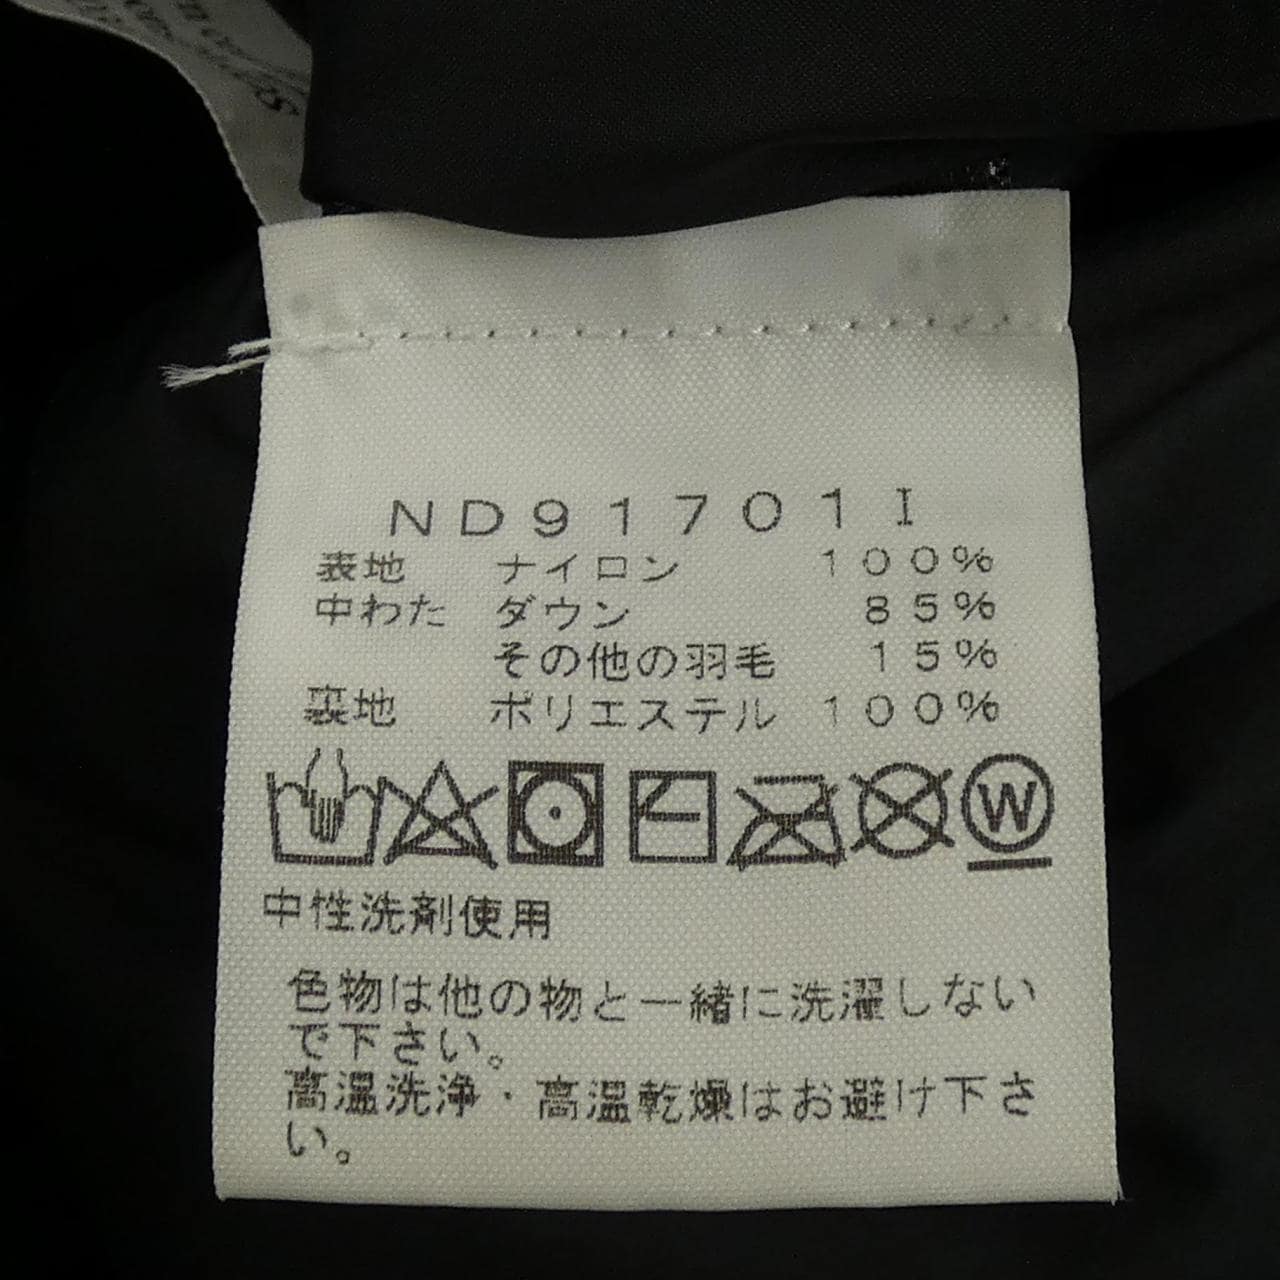 ND91701I
表地 ナイロン 100%
中わた ダウン 85%
その他の羽毛 15%
裏地 ポリエステル 100%
W
中性洗剤使用
色物は他の物と一緒に洗濯しない
で下さい。
高温洗浄・高温乾燥はお避け下さ
い。